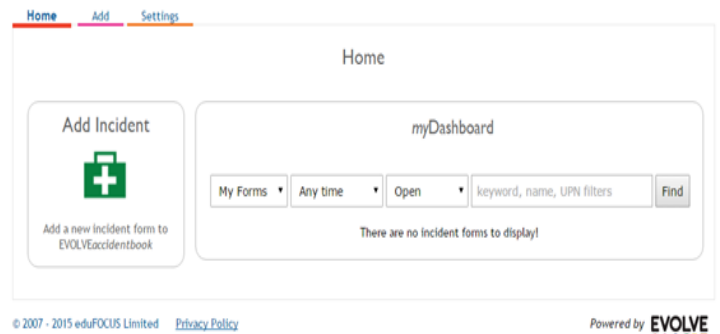 Home Add Settings
Home
Add Incident
Add a new incident form to
EVOLVEaccidentbook
myDashboard
My Forms Any time Open keyword, name, UPN filters Find
There are no incident forms to display!
© 2007 - 2015 eduFOCUS Limited Privacy Policy
Powered by EVOLVE